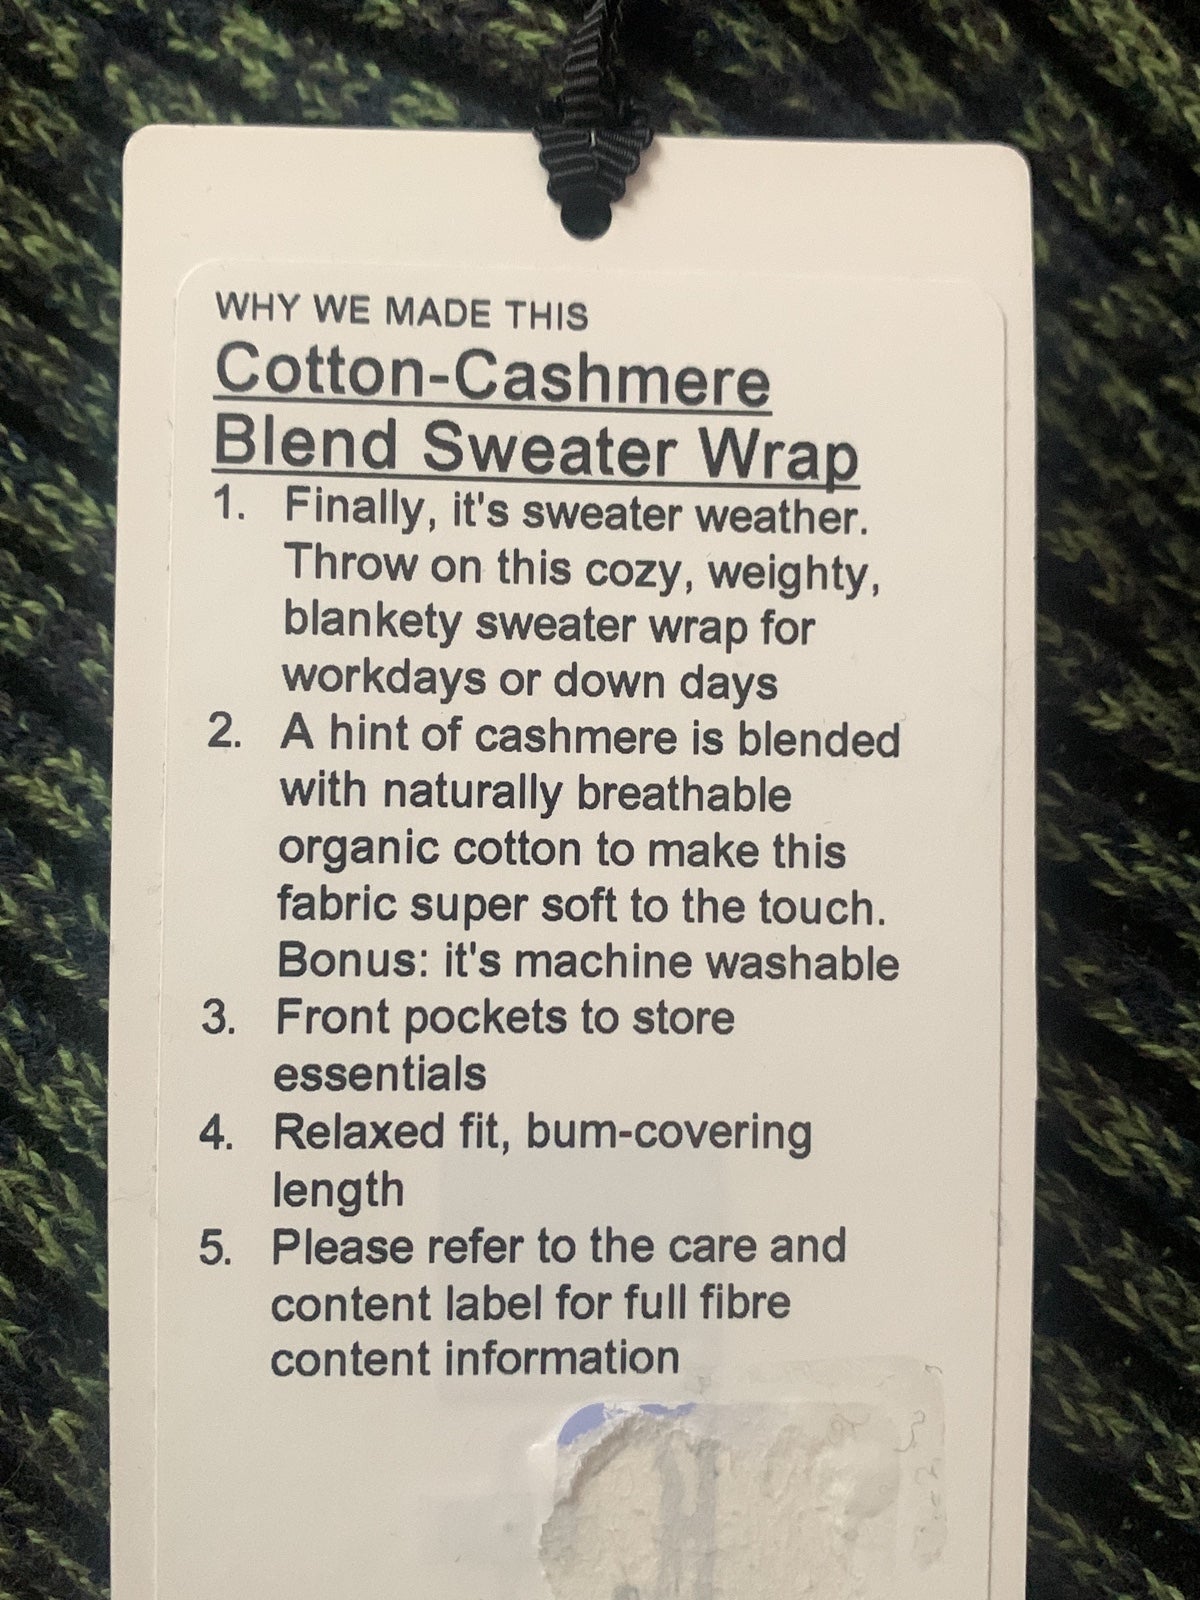 WHY WE MADE THIS
Cotton-Cashmere
Blend Sweater Wrap
1. Finally, it's sweater weather.
Throw on this cozy, weighty,
blankety sweater wrap for
workdays or down days
2. A hint of cashmere is blended
with naturally breathable
organic cotton to make this
fabric super soft to the touch.
Bonus: it's machine washable
3. Front pockets to store
essentials
4. Relaxed fit, bum-covering
length
5. Please refer to the care and
content label for full fibre
content information